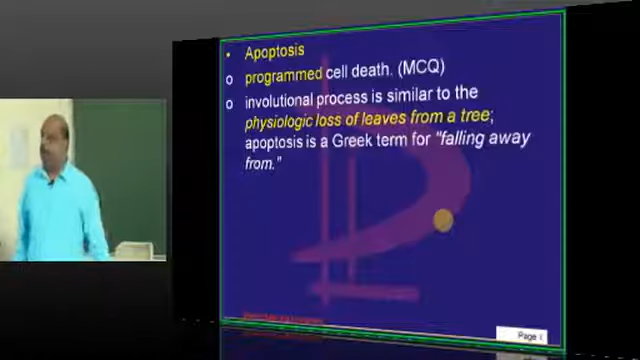 • Apoptosis
o programmed cell death. (MCQ)
o involutional process is similar to the
physiologic loss of leaves from a tree;
apoptosis is a Greek term for "falling away
from."
Page